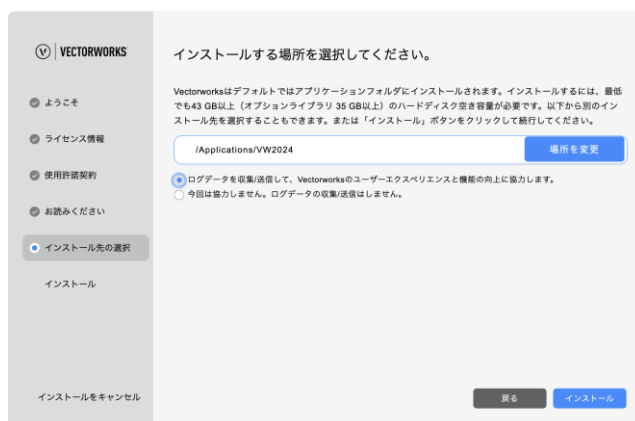 VECTORWORKS
ようこそ
ライセンス情報
使用許諾契約
お読みください
インストール先の選択
インストール
インストールをキャンセル
インストールする場所を選択してください。
Vectorworksはデフォルトではアプリケーションフォルダにインストールされます。インストールするには、最低
でも43 GB以上（オプションライブラリ 35 GB以上）のハードディスク空き容量が必要です。以下から別のイン
ストール先を選択することもできます。または「インストール」ボタンをクリックして続行してください。
/Applications/VW2024
場所を変更
ログデータを収集/送信して、Vectorworksのユーザーエクスペリエンスと機能の向上に協力します。
今回は協力しません。ログデータの収集/送信はしません。
戻る
インストール